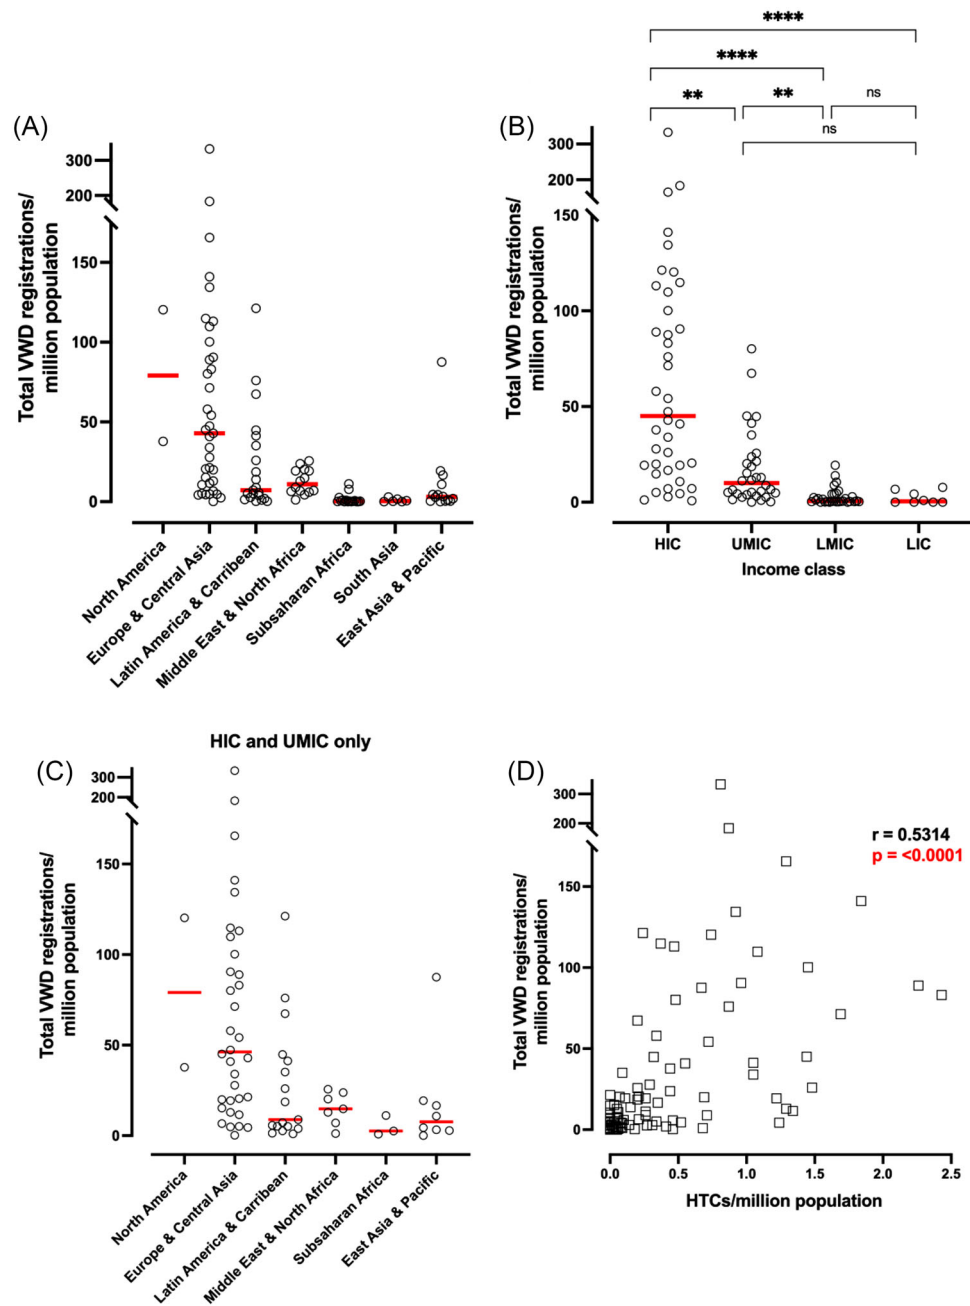 (A)
Total VWD registrations/
million population
300
200
150
100
50
0
North America
Europe & Central Asia
Latin America & Carribean
Middle East & North Africa
Subsaharan Africa
South Asia
East Asia & Pacific
(B)
****
****
**
**
ns
ns
Total VWD registrations/
million population
300
200
150
100
50
0
HIC
UMIC
LMIC
LIC
Income class
(C)
HIC and UMIC only
Total VWD registrations/
million population
300
200
150
100
50
0
North America
Europe & Central Asia
Latin America & Carribean
Middle East & North Africa
Subsaharan Africa
East Asia & Pacific
(D)
r = 0.5314
p = <0.0001
Total VWD registrations/
million population
300
200
150
100
50
0
0.0
0.5
1.0
1.5
2.0
2.5
HTCs/million population